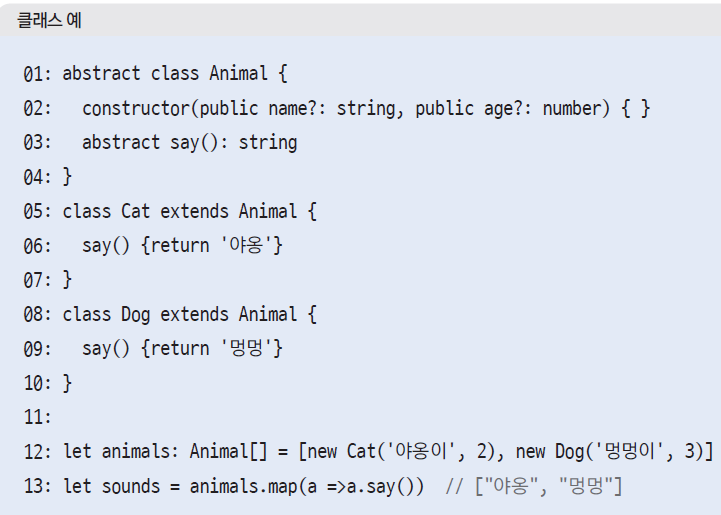 클래스 예
01: abstract class Animal {
02:   constructor(public name?: string, public age?: number) { }
03:   abstract say(): string
04: }
05: class Cat extends Animal {
06:   say() {return '야옹'}
07: }
08: class Dog extends Animal {
09:   say() {return '멍멍'}
10: }
11:
12: let animals: Animal[] = [new Cat('야옹이', 2), new Dog('멍멍이', 3)]
13: let sounds = animals.map(a =>a.say())  // ["야옹", "멍멍"]